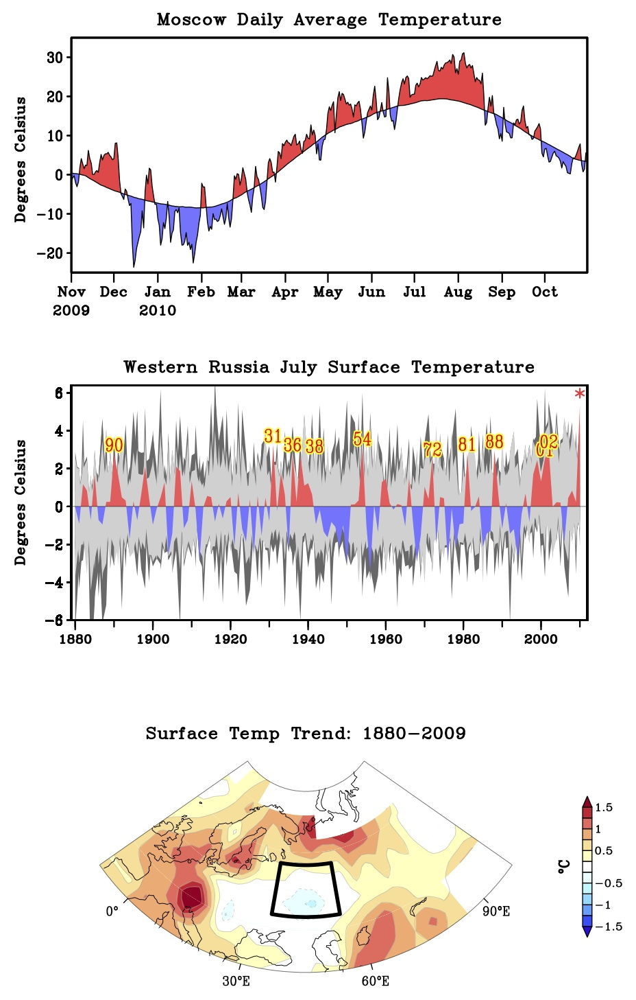 Moscow Daily Average Temperature
Degrees Celsius
30
20
10
0
−10
−20
Nov Dec Jan Feb Mar Apr May Jun Jul Aug Sep Oct
2009 2010
Western Russia July Surface Temperature
Degrees Celsius
6
4
2
0
−2
−4
−6
*
90 31 36 38 54 72 81 88 01 02
1880 1900 1920 1940 1960 1980 2000
Surface Temp Trend: 1880−2009
0°
30°E
60°E
90°E
°C
1.5
1
0.5
−0.5
−1
−1.5